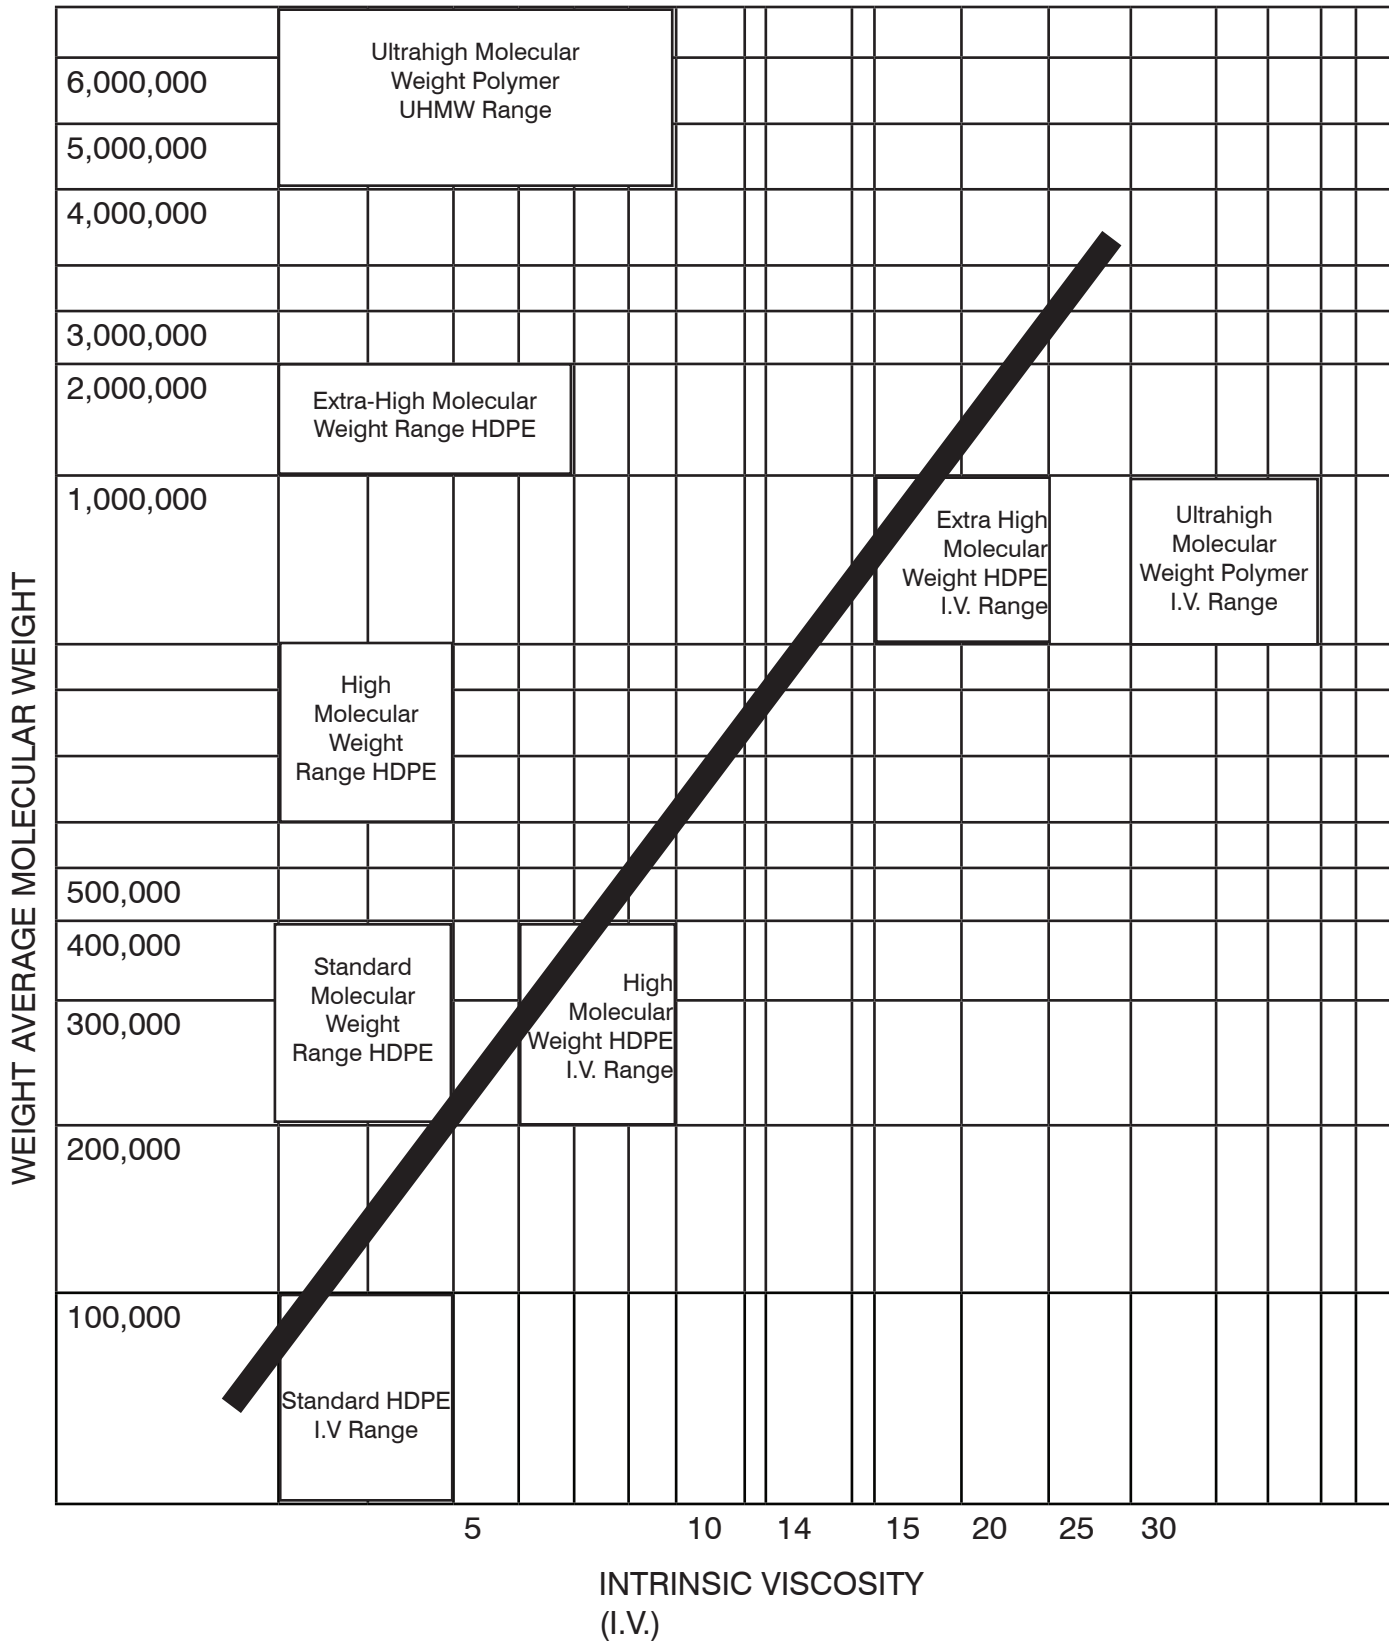 Ultrahigh Molecular
Weight Polymer
UHMW Range
6,000,000
5,000,000
4,000,000
3,000,000
2,000,000
Extra-High Molecular
Weight Range HDPE
1,000,000
Extra High
Molecular
Weight HDPE
I.V. Range
Ultrahigh
Molecular
Weight Polymer
I.V. Range
WEIGHT AVERAGE MOLECULAR WEIGHT
High
Molecular
Weight
Range HDPE
500,000
400,000
Standard
Molecular
Weight
Range HDPE
High
Molecular
Weight HDPE
I.V. Range
300,000
200,000
100,000
Standard HDPE
I.V Range
5 10 14 15 20 25 30
INTRINSIC VISCOSITY
(I.V.)